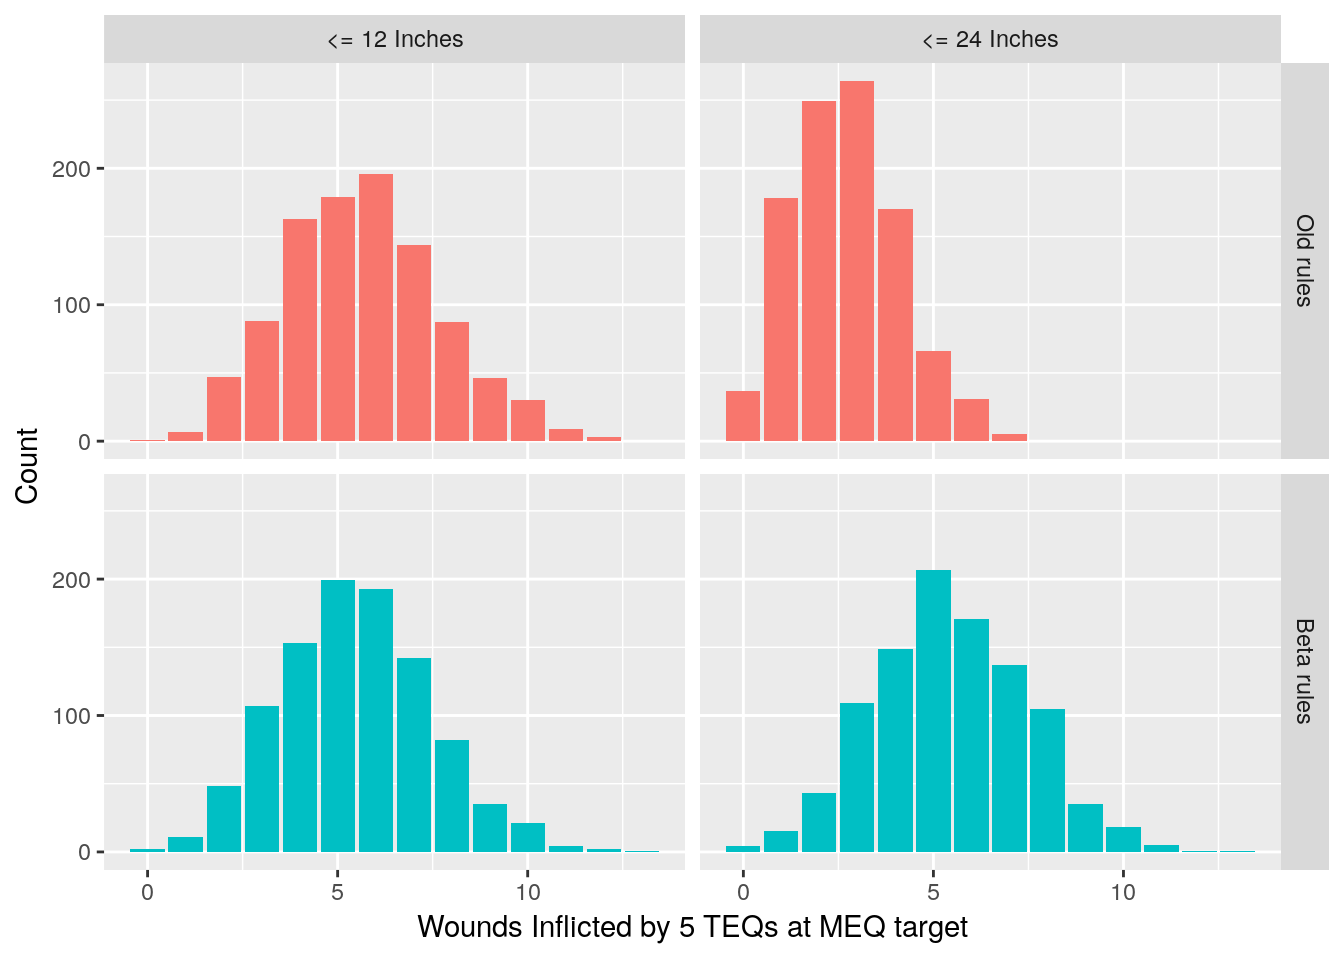 <= 12 Inches
<= 24 Inches
Old rules
Beta rules
Count
200
100
0
200
100
0
0
5
10
0
5
10
Wounds Inflicted by 5 TEQs at MEQ target